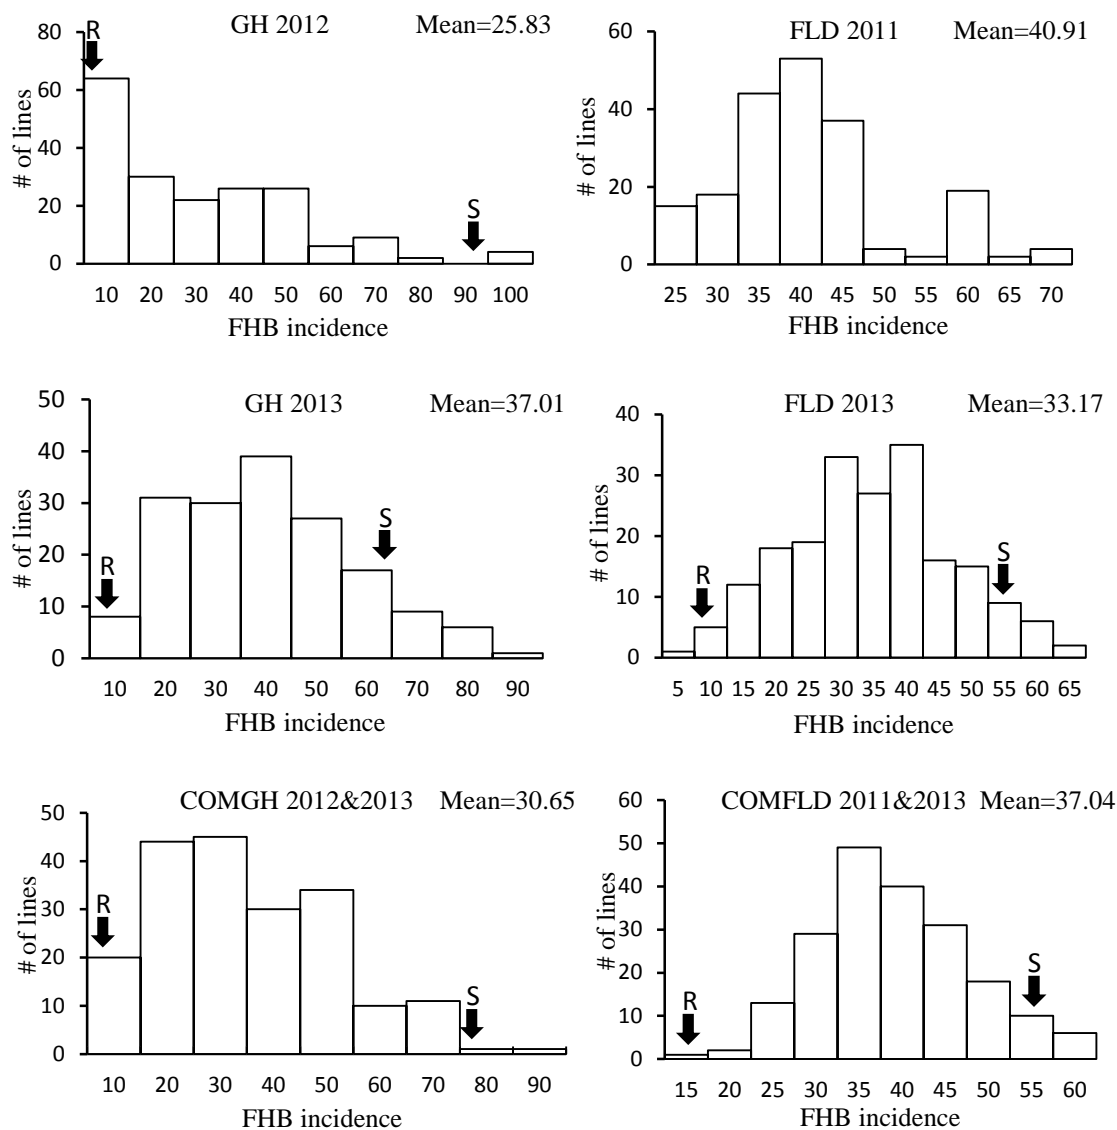 GH 2012 Mean=25.83
R
S
# of lines
80
60
40
20
0
10 20 30 40 50 60 70 80 90 100
FHB incidence
FLD 2011 Mean=40.91
# of lines
60
40
20
0
25 30 35 40 45 50 55 60 65 70
FHB incidence
GH 2013 Mean=37.01
R
S
# of lines
50
40
30
20
10
0
10 20 30 40 50 60 70 80 90
FHB incidence
FLD 2013 Mean=33.17
R
S
# of lines
40
30
20
10
0
5 10 15 20 25 30 35 40 45 50 55 60 65
FHB incidence
COMGH 2012&2013 Mean=30.65
R
S
# of lines
50
40
30
20
10
0
10 20 30 40 50 60 70 80 90
FHB incidence
COMFLD 2011&2013 Mean=37.04
R
S
# of lines
60
50
40
30
20
10
0
15 20 25 30 35 40 45 50 55 60
FHB incidence